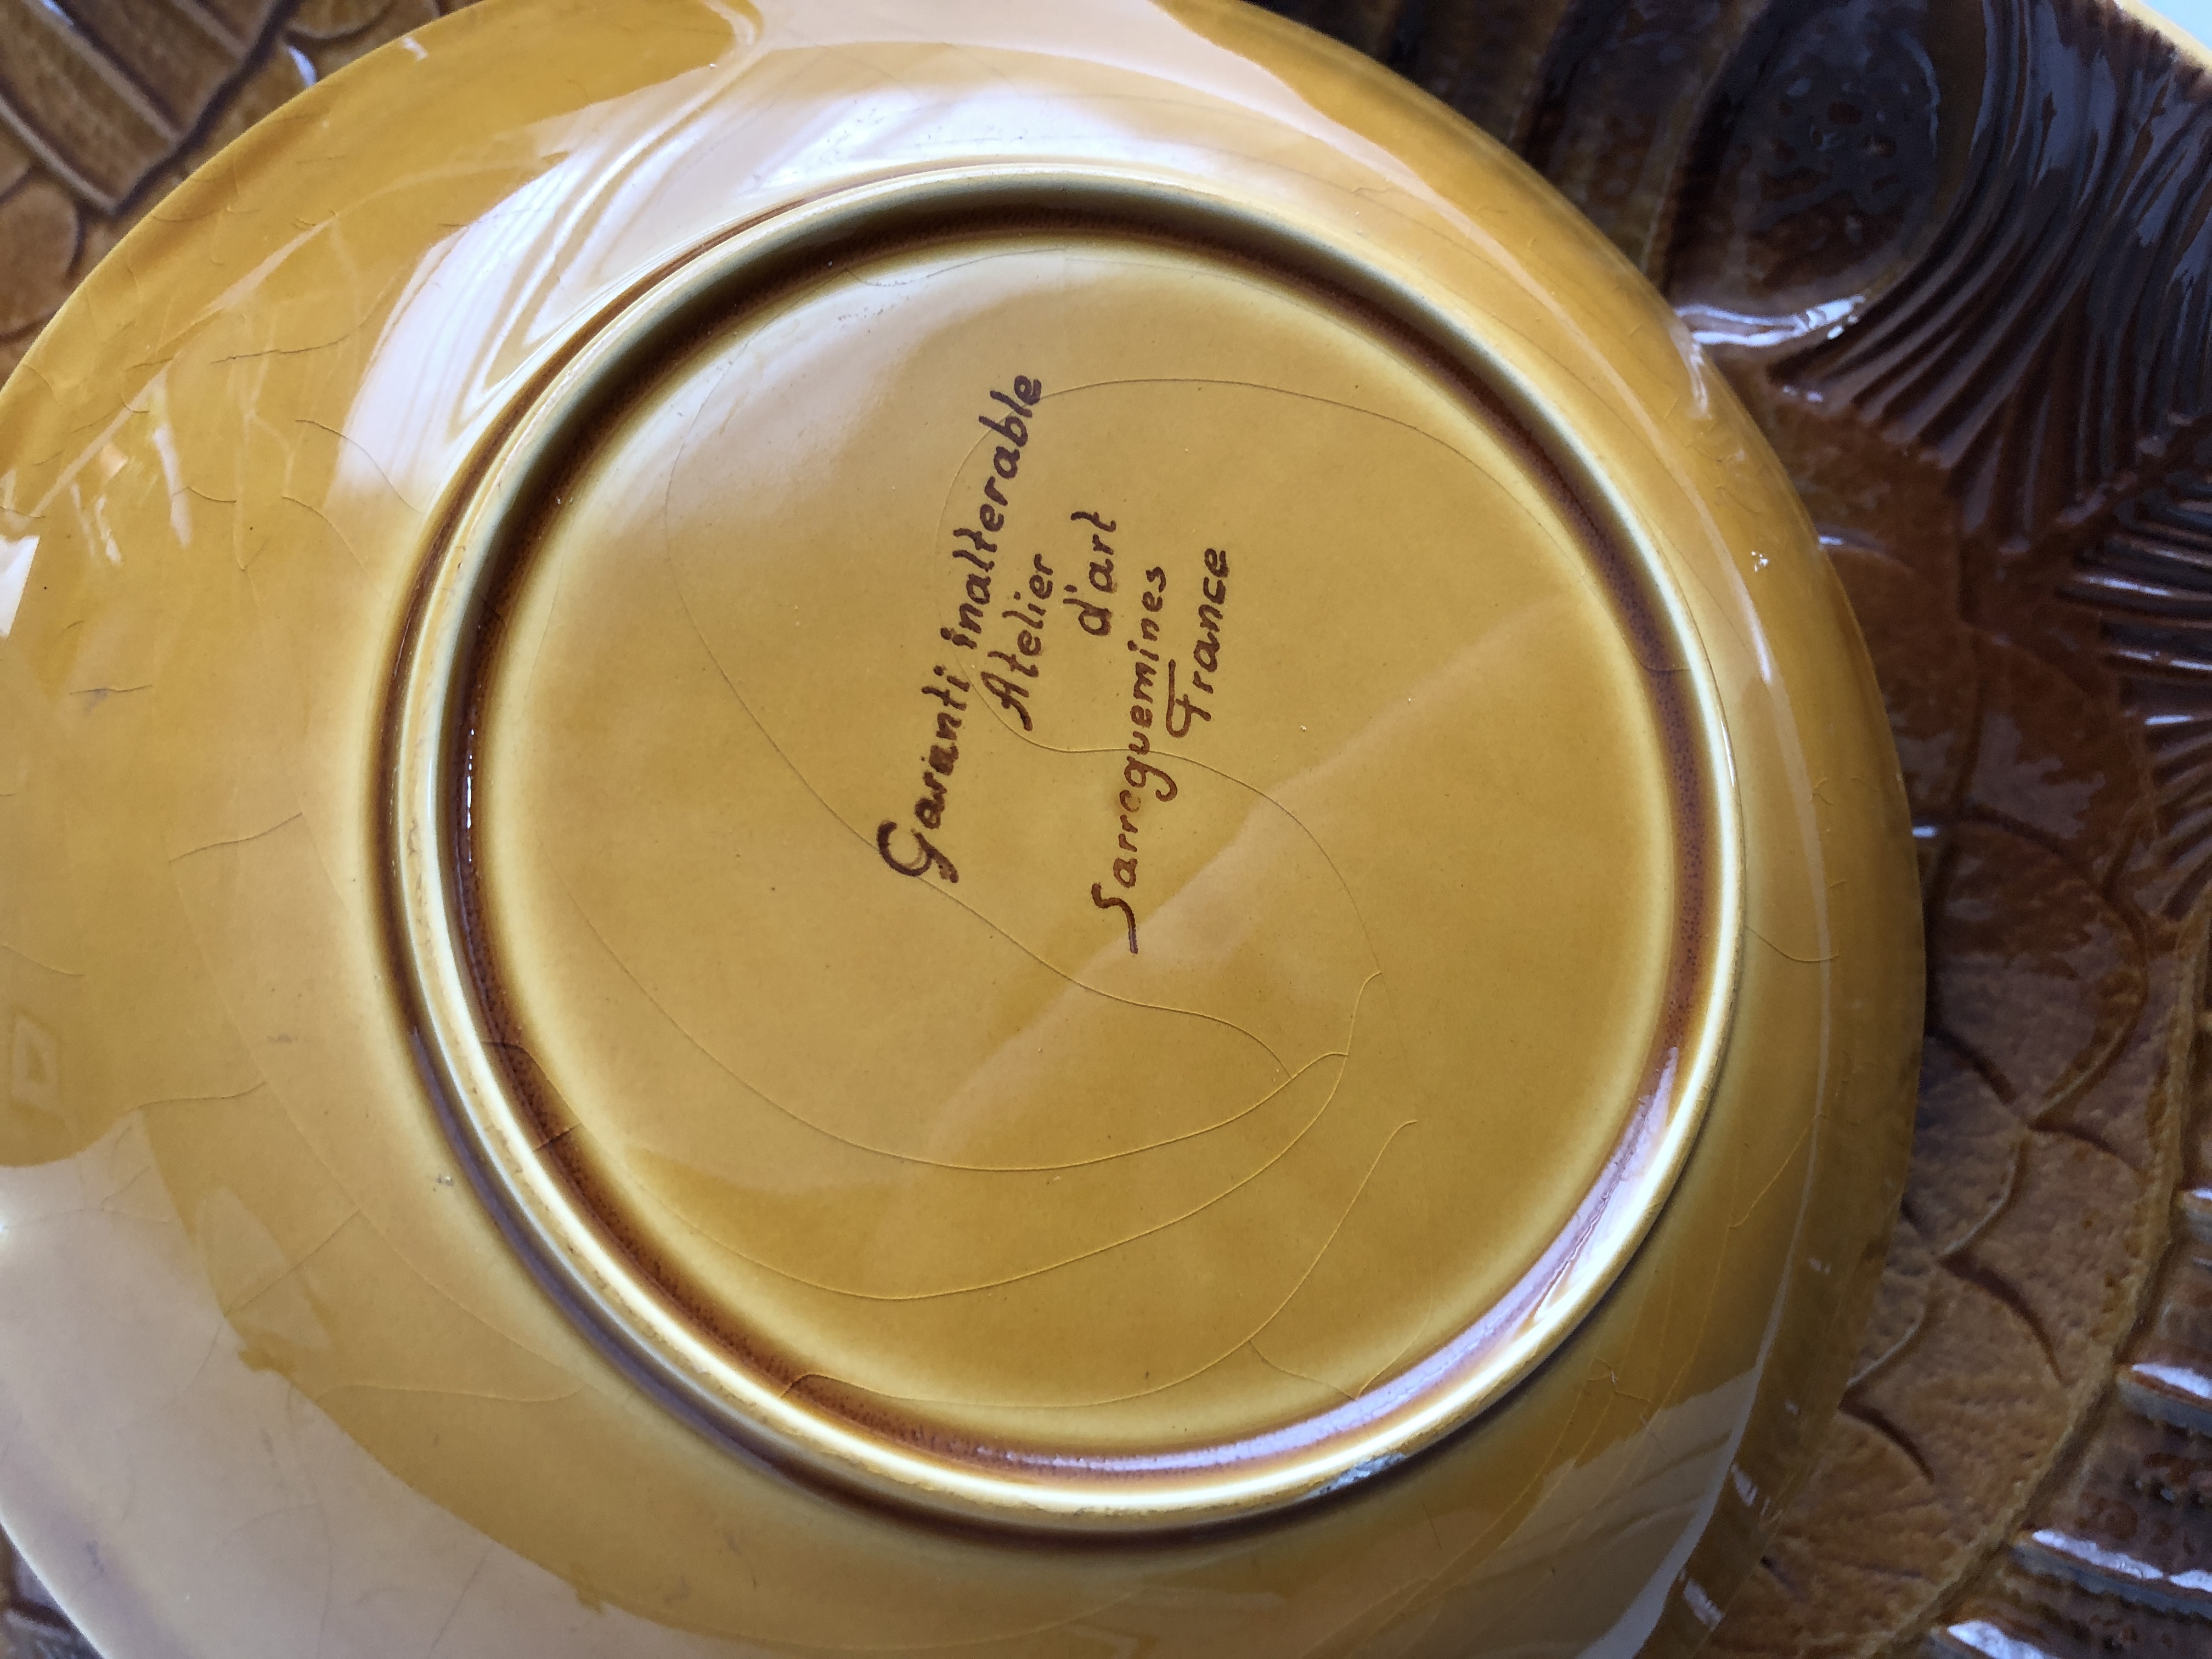 Garanti inalterable
Atelier
d'art
Sarreguemines
France